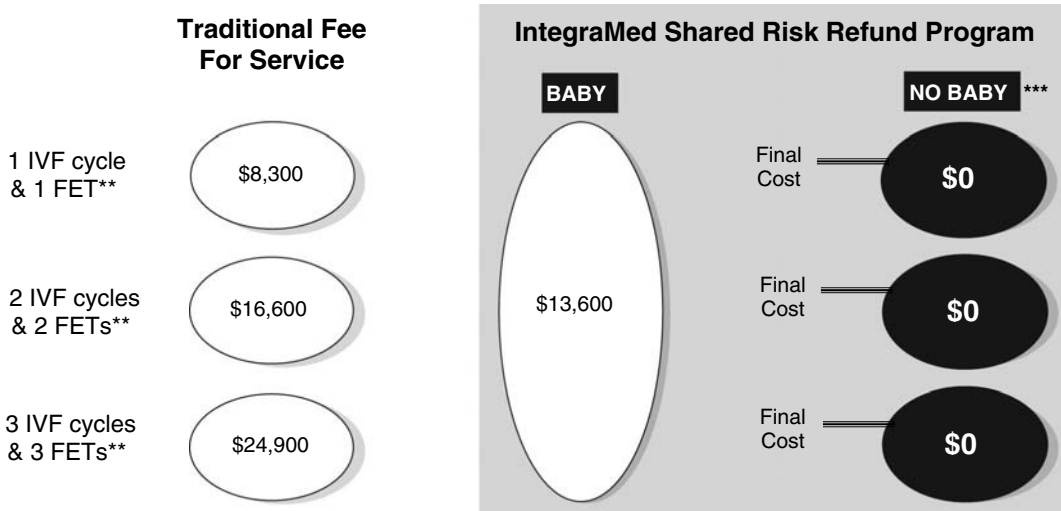 Traditional Fee
For Service
IntegraMed Shared Risk Refund Program
BABY
NO BABY ***
1 IVF cycle
& 1 FET**
$8,300
Final
Cost
$0
2 IVF cycles
& 2 FETs**
$16,600
$13,600
Final
Cost
$0
3 IVF cycles
& 3 FETs**
$24,900
Final
Cost
$0